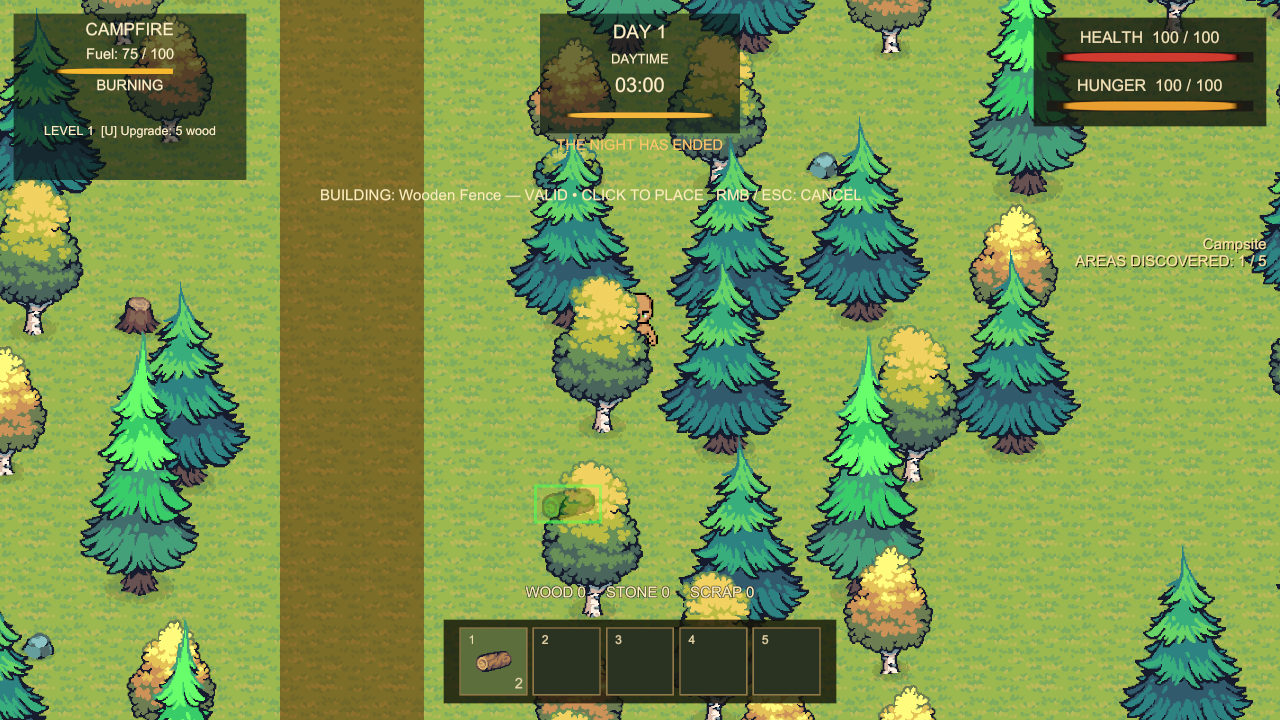 CAMPFIRE
Fuel: 75 / 100
BURNING
LEVEL 1 [U] Upgrade: 5 wood
DAY 1
DAYTIME
03:00
THE NIGHT HAS ENDED
HEALTH 100 / 100
HUNGER 100 / 100
BUILDING: Wooden Fence — VALID • CLICK TO PLACE RMB / ESC: CANCEL
Campsite
AREAS DISCOVERED: 1 / 5
WOOD 0 STONE 0 SCRAP 0
1 2 3 4 5
2